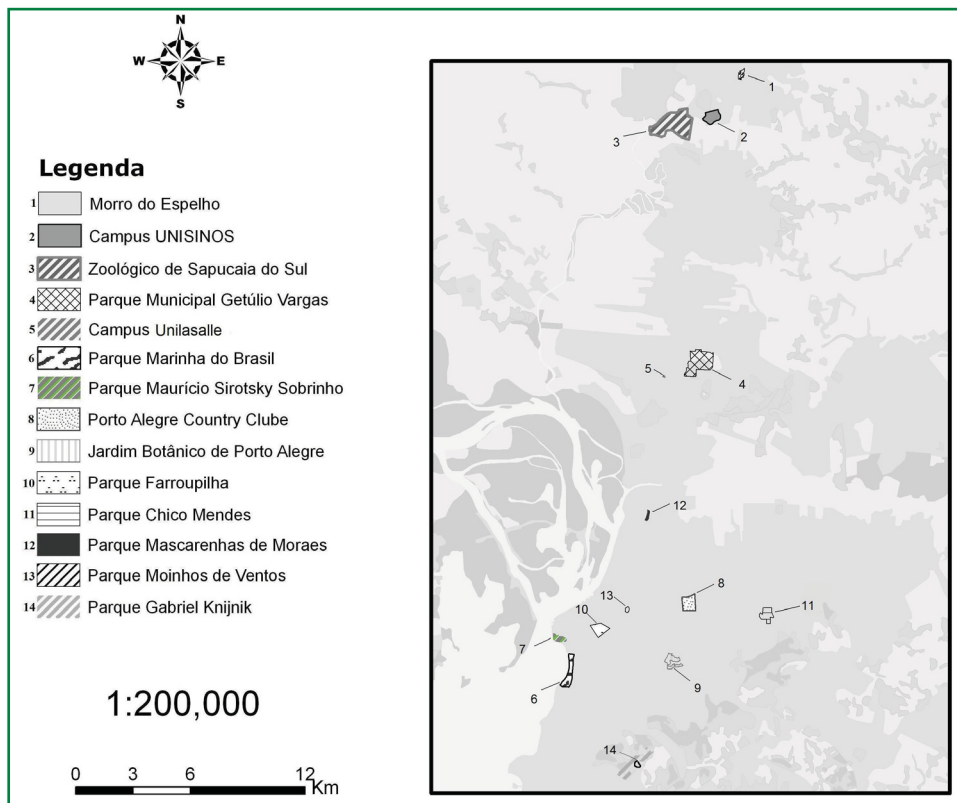 N
W E
S
Legenda
1 Morro do Espelho
2 Campus UNISINOS
3 Zoológico de Sapucaia do Sul
4 Parque Municipal Getúlio Vargas
5 Campus Unilasalle
6 Parque Marinha do Brasil
7 Parque Maurício Sirotsky Sobrinho
8 Porto Alegre Country Clube
9 Jardim Botânico de Porto Alegre
10 Parque Farroupilha
11 Parque Chico Mendes
12 Parque Mascarenhas de Moraes
13 Parque Moinhos de Ventos
14 Parque Gabriel Knijnik
1:200,000
0 3 6 12
Km
1
2
3
4
5
12
8
13
10
11
7
9
6
14